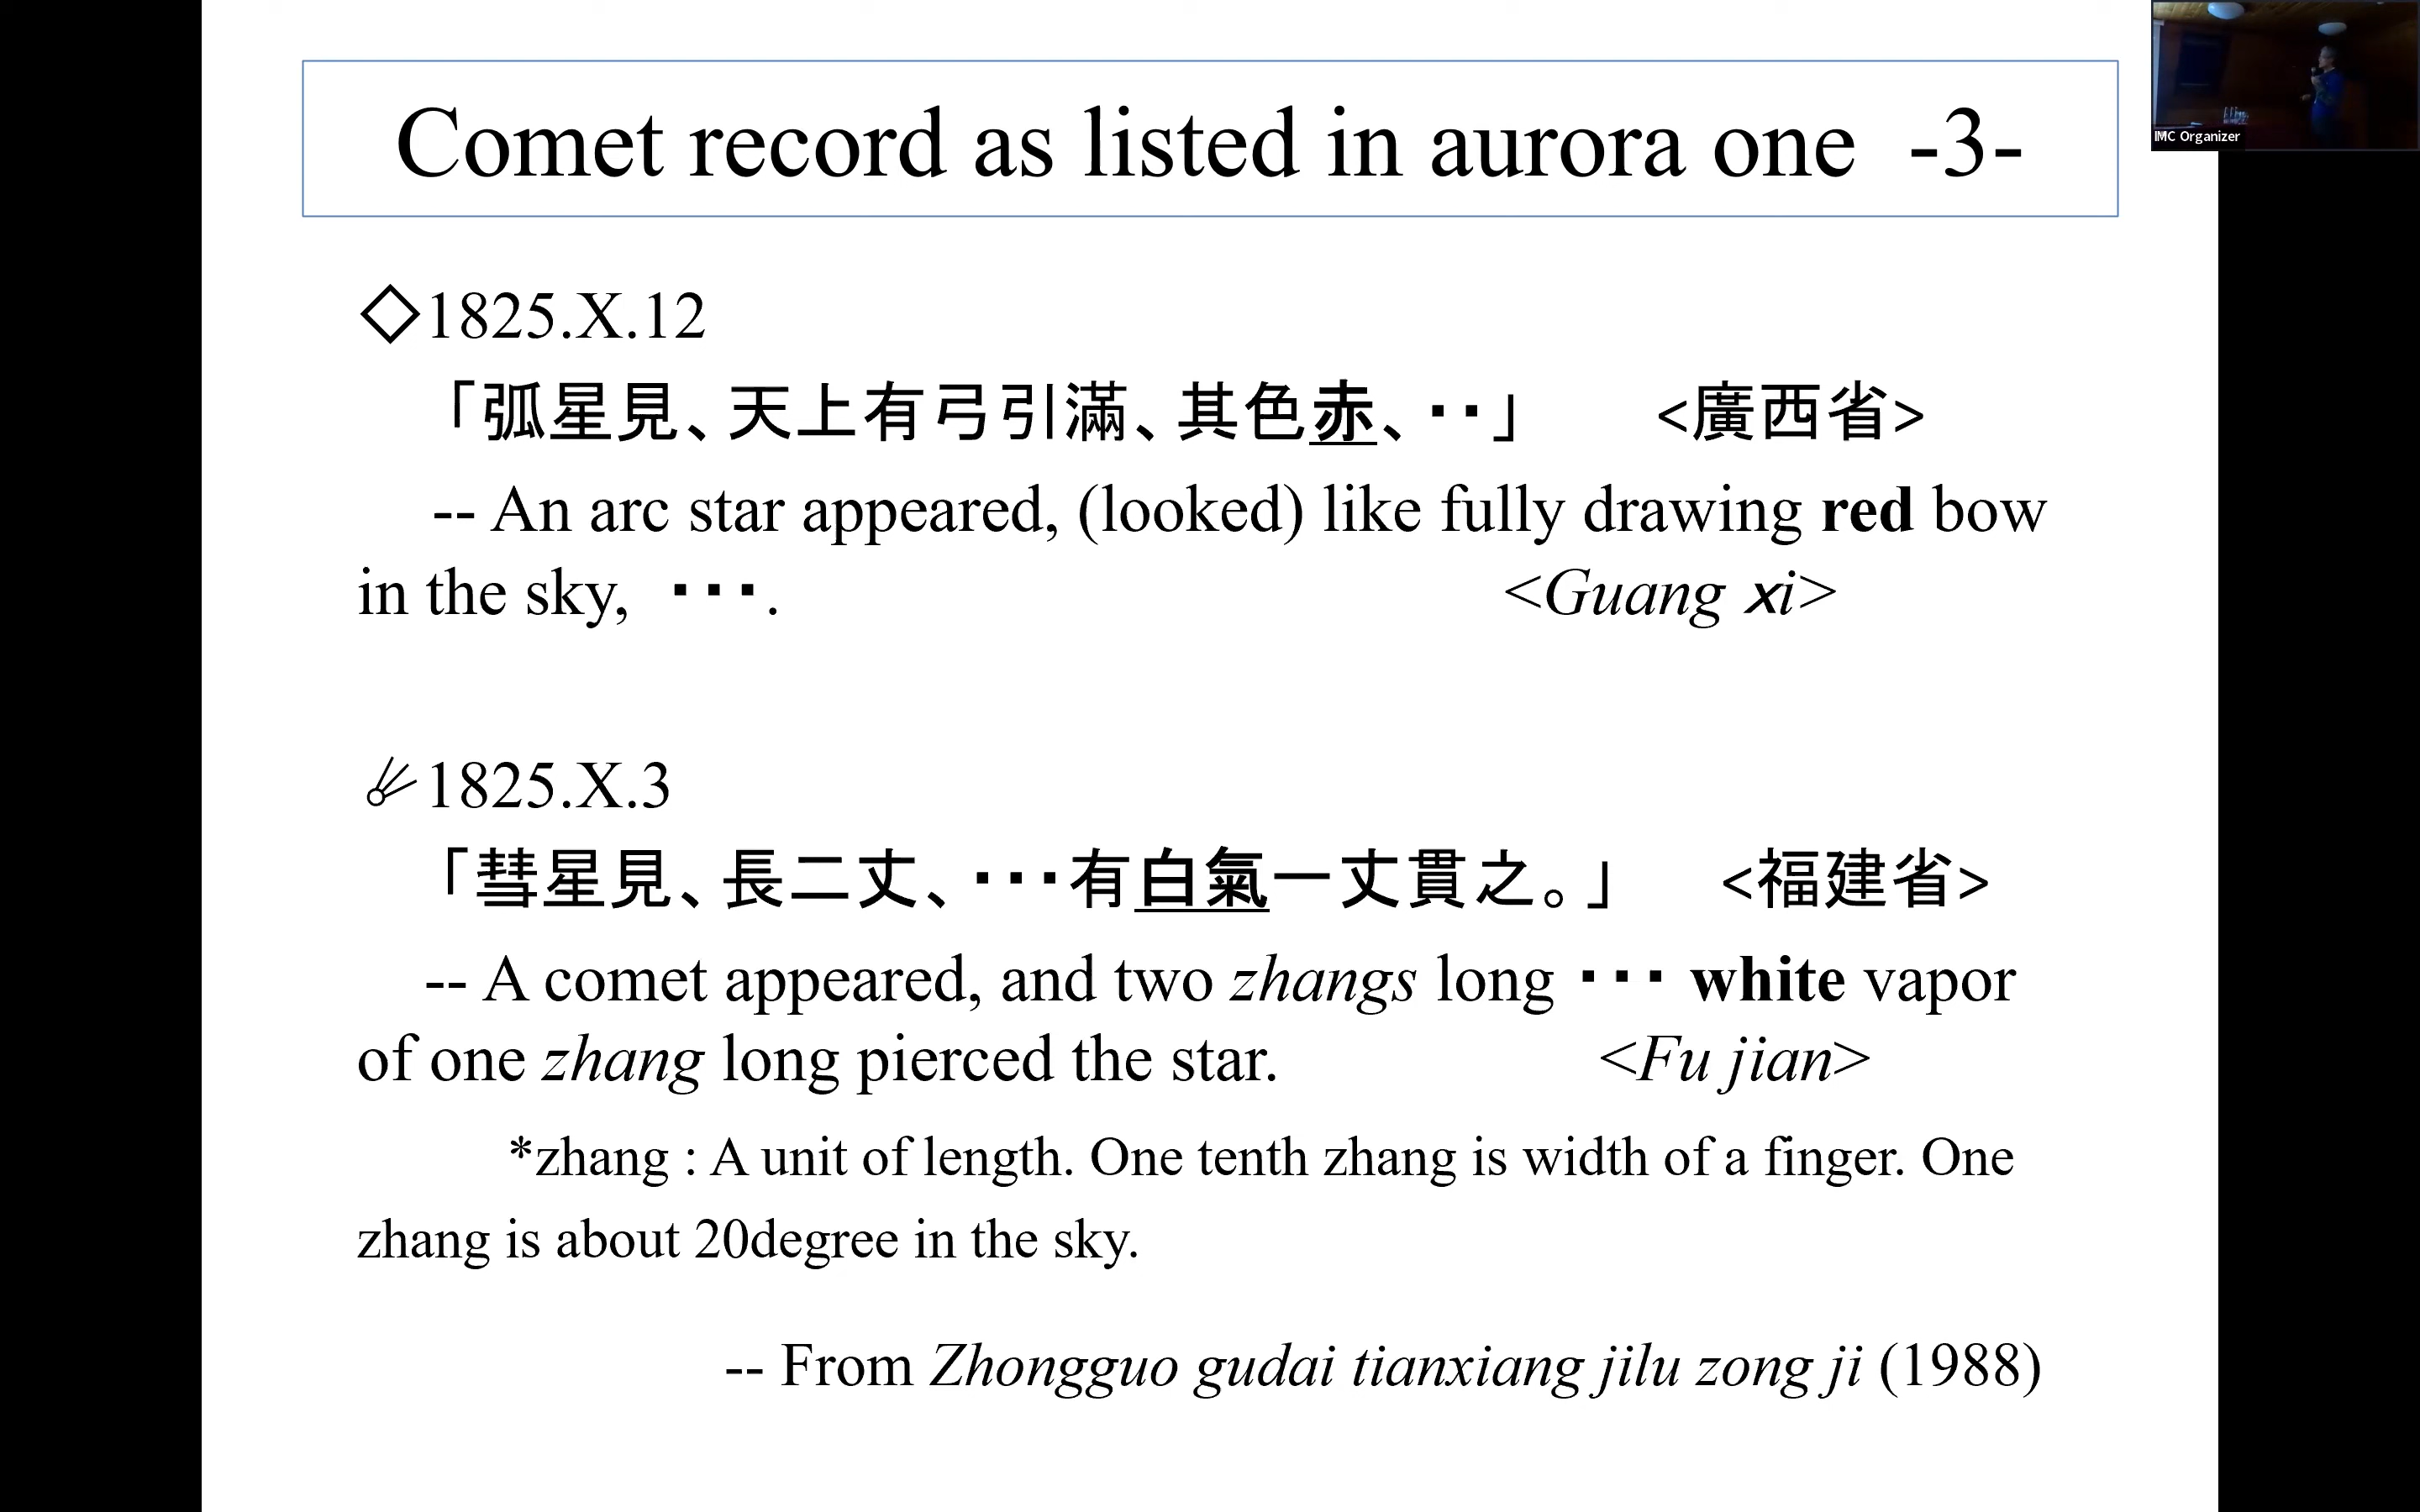 Comet record as listed in aurora one -3-
IMC Organizer
◇1825.X.12
「弧星見、天上有弓引滿、其色赤、・・」 <廣西省>
-- An arc star appeared, (looked) like fully drawing red bow
in the sky, ・・・. <Guang xi>
☄1825.X.3
「彗星見、長二丈、・・・有白氣一丈貫之。」 <福建省>
-- A comet appeared, and two zhangs long ・・・ white vapor
of one zhang long pierced the star. <Fu jian>
*zhang : A unit of length. One tenth zhang is width of a finger. One
zhang is about 20degree in the sky.
-- From Zhongguo gudai tianxiang jilu zong ji (1988)